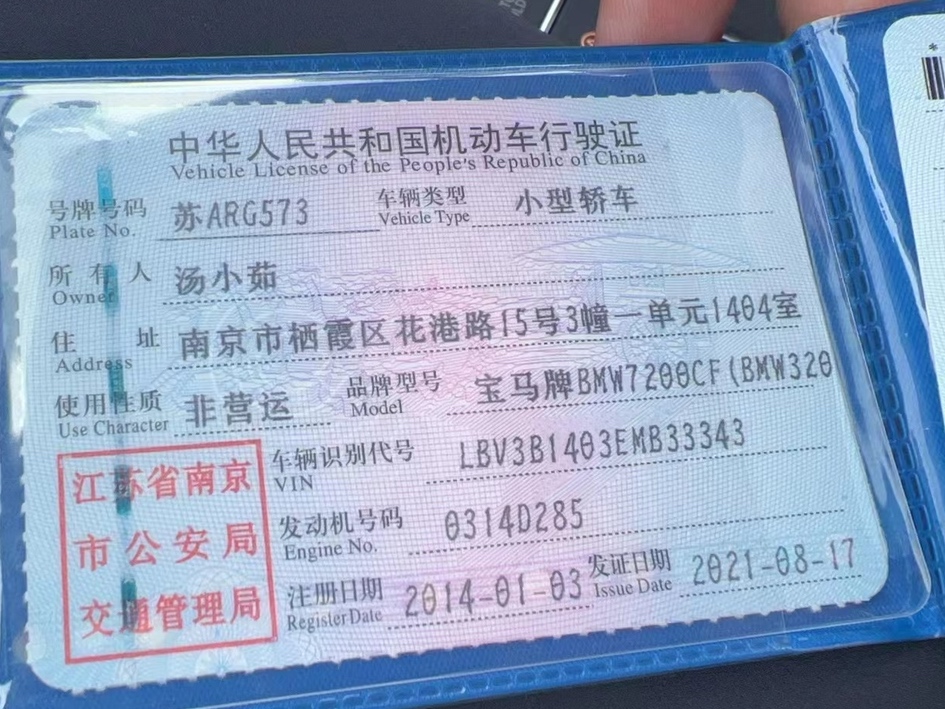 中华人民共和国机动车行驶证
Vehicle License of the People's Republic of China
号牌号码 苏ARG573 车辆类型 小型轿车
Plate No. Vehicle Type
所有人 汤小茹
Owner
住址 南京市栖霞区花港路15号3幢一单元1404室
Address
使用性质 非营运 品牌型号 宝马牌BMW7200CF(BMW320
Use Character Model
江苏省南京
市公安局
交通管理局
车辆识别代号 LBV3B1403EMB33343
VIN
发动机号码 0314D285
Engine No.
注册日期 2014-01-03 发证日期 2021-08-17
Register Date Issue Date